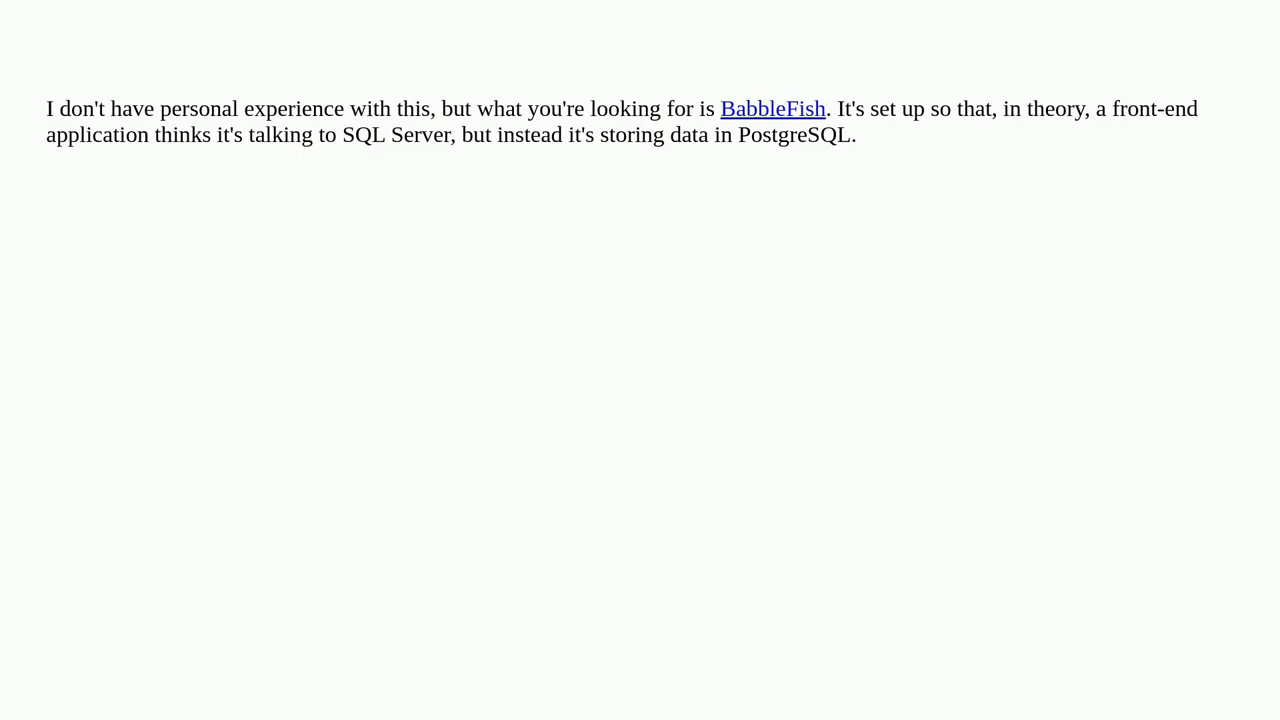 I don't have personal experience with this, but what you're looking for is BabbleFish. It's set up so that, in theory, a front-end
application thinks it's talking to SQL Server, but instead it's storing data in PostgreSQL.